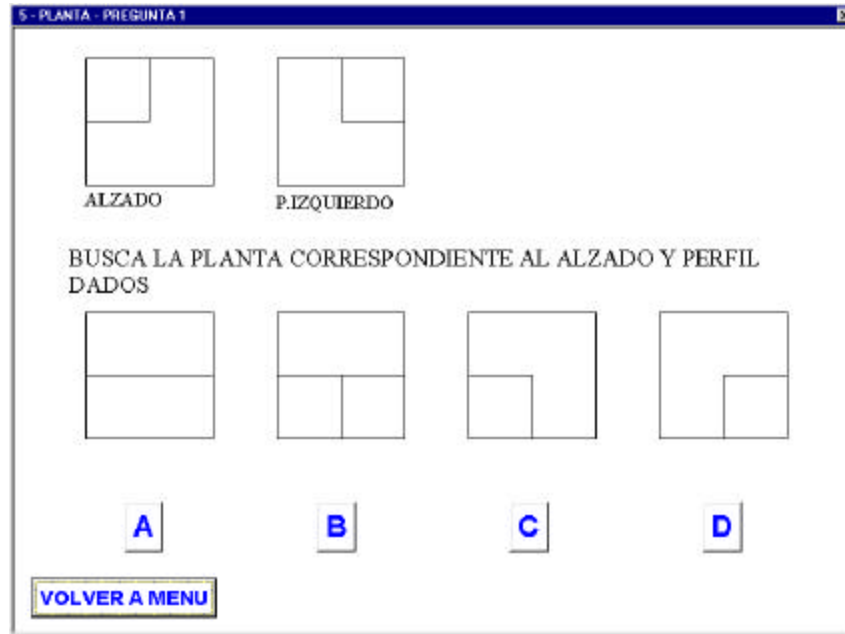 5 - PLANTA - PREGUNTA 1
ALZADO
P.IZQUIERDO
BUSCA LA PLANTA CORRESPONDIENTE AL ALZADO Y PERFIL
DADOS
A
B
C
D
VOLVER A MENU